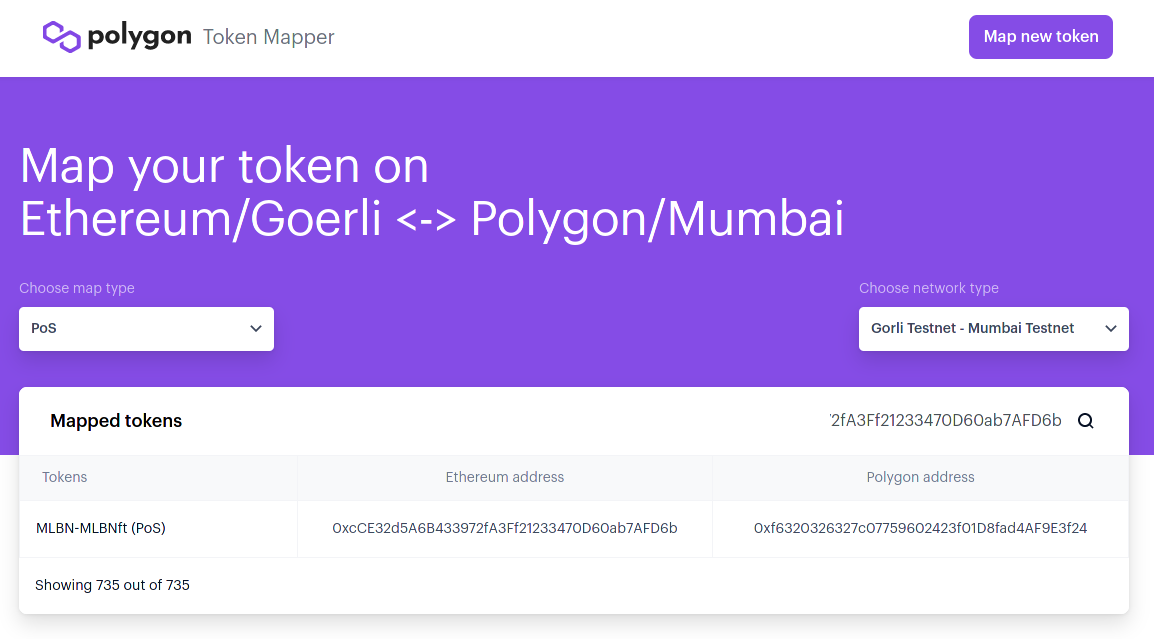 polygon Token Mapper
Map new token
Map your token on
Ethereum/Goerli <-> Polygon/Mumbai
Choose map type
Choose network type
PoS
Gorli Testnet - Mumbai Testnet
Mapped tokens
2fA3Ff21233470D60ab7AFD6b
Tokens
Ethereum address
Polygon address
MLBN-MLBNft (PoS)
0xcCE32d5A6B433972fA3Ff21233470D60ab7AFD6b
0xf6320326327c07759602423f01D8fad4AF9E3f24
Showing 735 out of 735